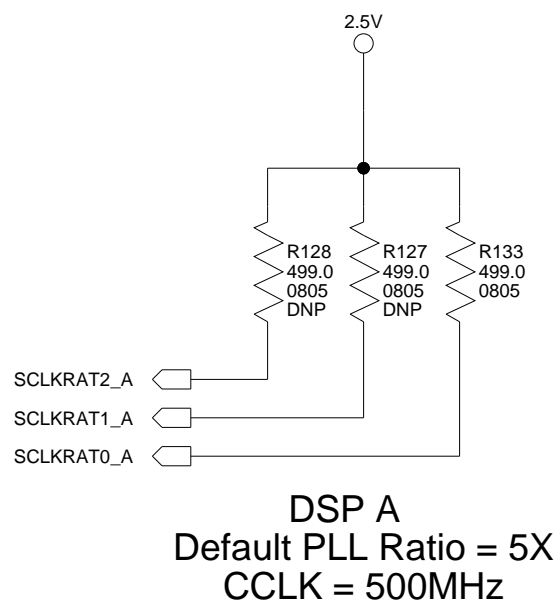 2.5V
R128
499.0
0805
DNP
R127
499.0
0805
DNP
R133
499.0
0805
SCLKRAT2_A
SCLKRAT1_A
SCLKRAT0_A
DSP A
Default PLL Ratio = 5X
CCLK = 500MHz